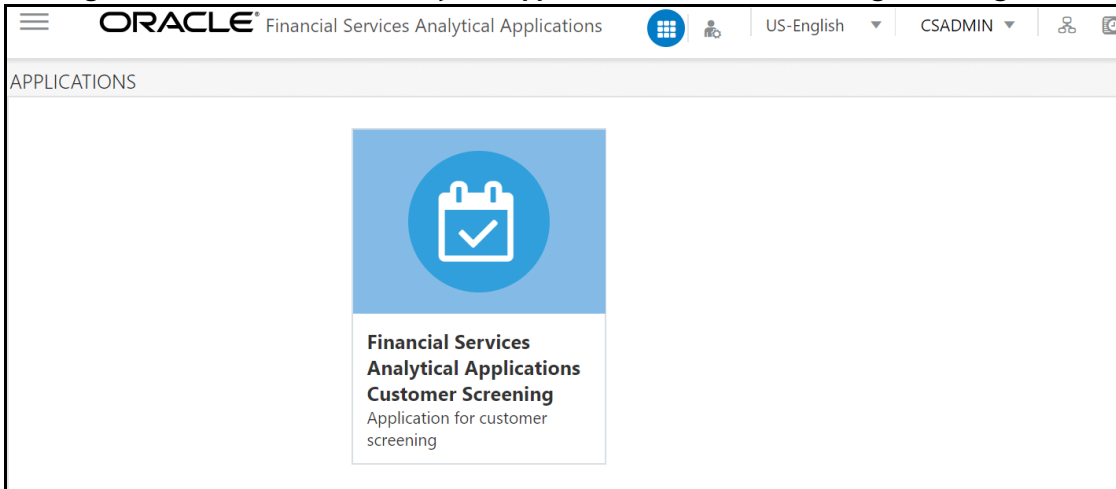 ORACLE® Financial Services Analytical Applications US-English CSADMIN
APPLICATIONS
Financial Services
Analytical Applications
Customer Screening
Application for customer
screening